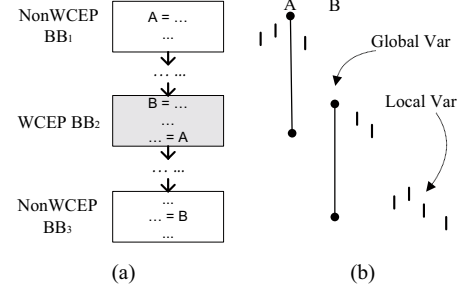 NonWCEP
BB1
A = ...
...
... ...
WCEP BB2
B = ...
...
... = A
... ...
NonWCEP
BB3
...
... = B
...
(a)
A
B
Global Var
Local Var
(b)